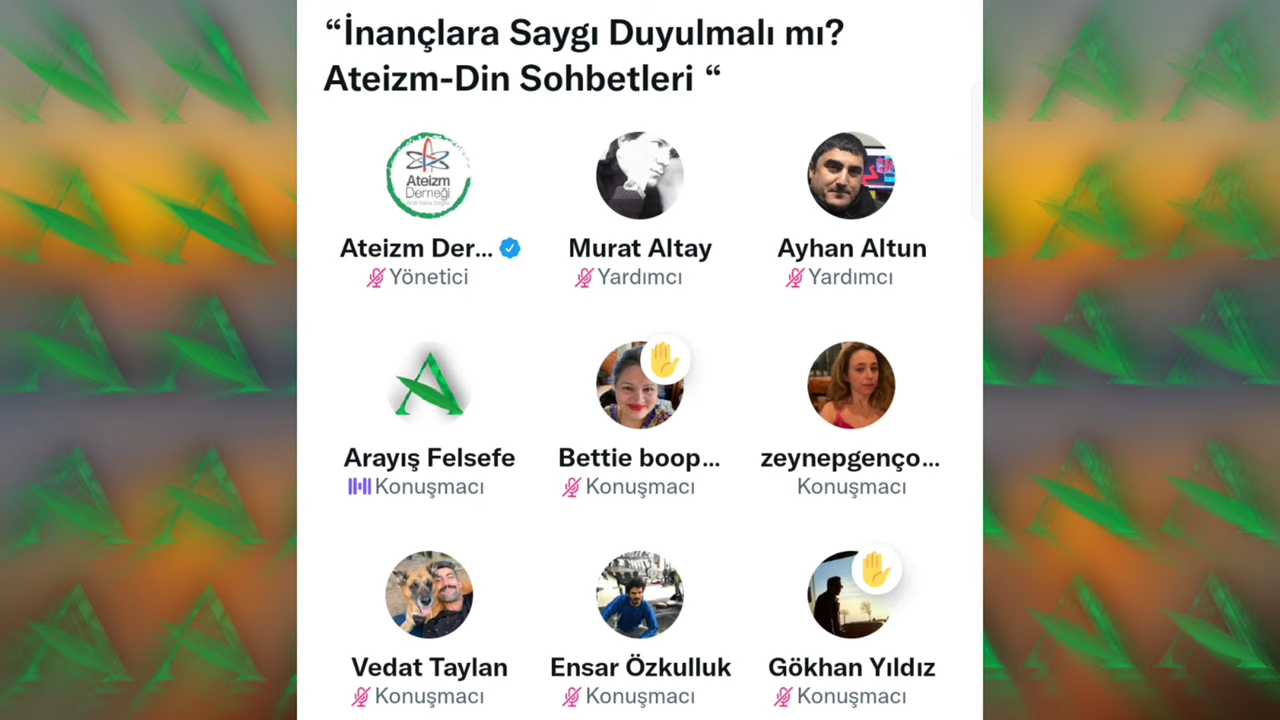 “İnançlara Saygı Duyulmalı mı?
Ateizm-Din Sohbetleri “
Ateizm
Derneği
Ateizm Der...
Yönetici
Murat Altay
Yardımcı
Ayhan Altun
Yardımcı
Arayış Felsefe
Konuşmacı
Bettie boop...
Konuşmacı
zeynepgenço...
Konuşmacı
Vedat Taylan
Konuşmacı
Ensar Özkulluk
Konuşmacı
Gökhan Yıldız
Konuşmacı